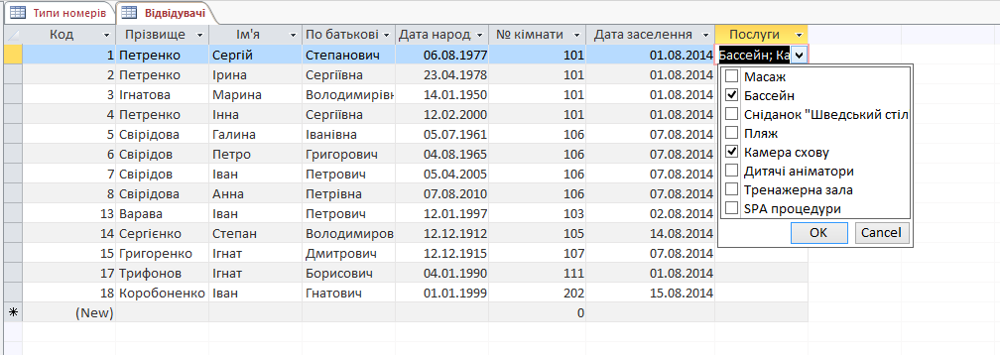 Типи номерів Відвідувачі
Код Прізвище Ім'я По батькові Дата народ № кімнати Дата заселення Послуги
1 Петренко Сергій Степанович 06.08.1977 101 01.08.2014 Бассейн; Ка
2 Петренко Ірина Сергіївна 23.04.1978 101 01.08.2014
Масаж
3 Ігнатова Марина Володимирівн 14.01.1950 101 01.08.2014
Бассейн
4 Петренко Інна Сергіївна 12.02.2000 101 01.08.2014
Сніданок "Шведський стіл
5 Свірідова Галина Іванівна 05.07.1961 106 07.08.2014
Пляж
6 Свірідов Петро Григорович 04.08.1965 106 07.08.2014
Камера схову
7 Свірідов Іван Петрович 05.04.2005 106 07.08.2014
Дитячі аніматори
8 Свірідова Анна Петрівна 07.08.2010 106 07.08.2014
Тренажерна зала
13 Варава Іван Петрович 12.01.1997 103 02.08.2014
SPA процедури
14 Сергієнко Степан Володимиров 12.12.1912 105 14.08.2014
OK Cancel
15 Григоренко Ігнат Дмитрович 12.12.1915 107 07.08.2014
17 Трифонов Ігнат Борисович 04.01.1990 111 01.08.2014
18 Коробоненко Іван Гнатович 01.01.1999 202 15.08.2014
(New) 0